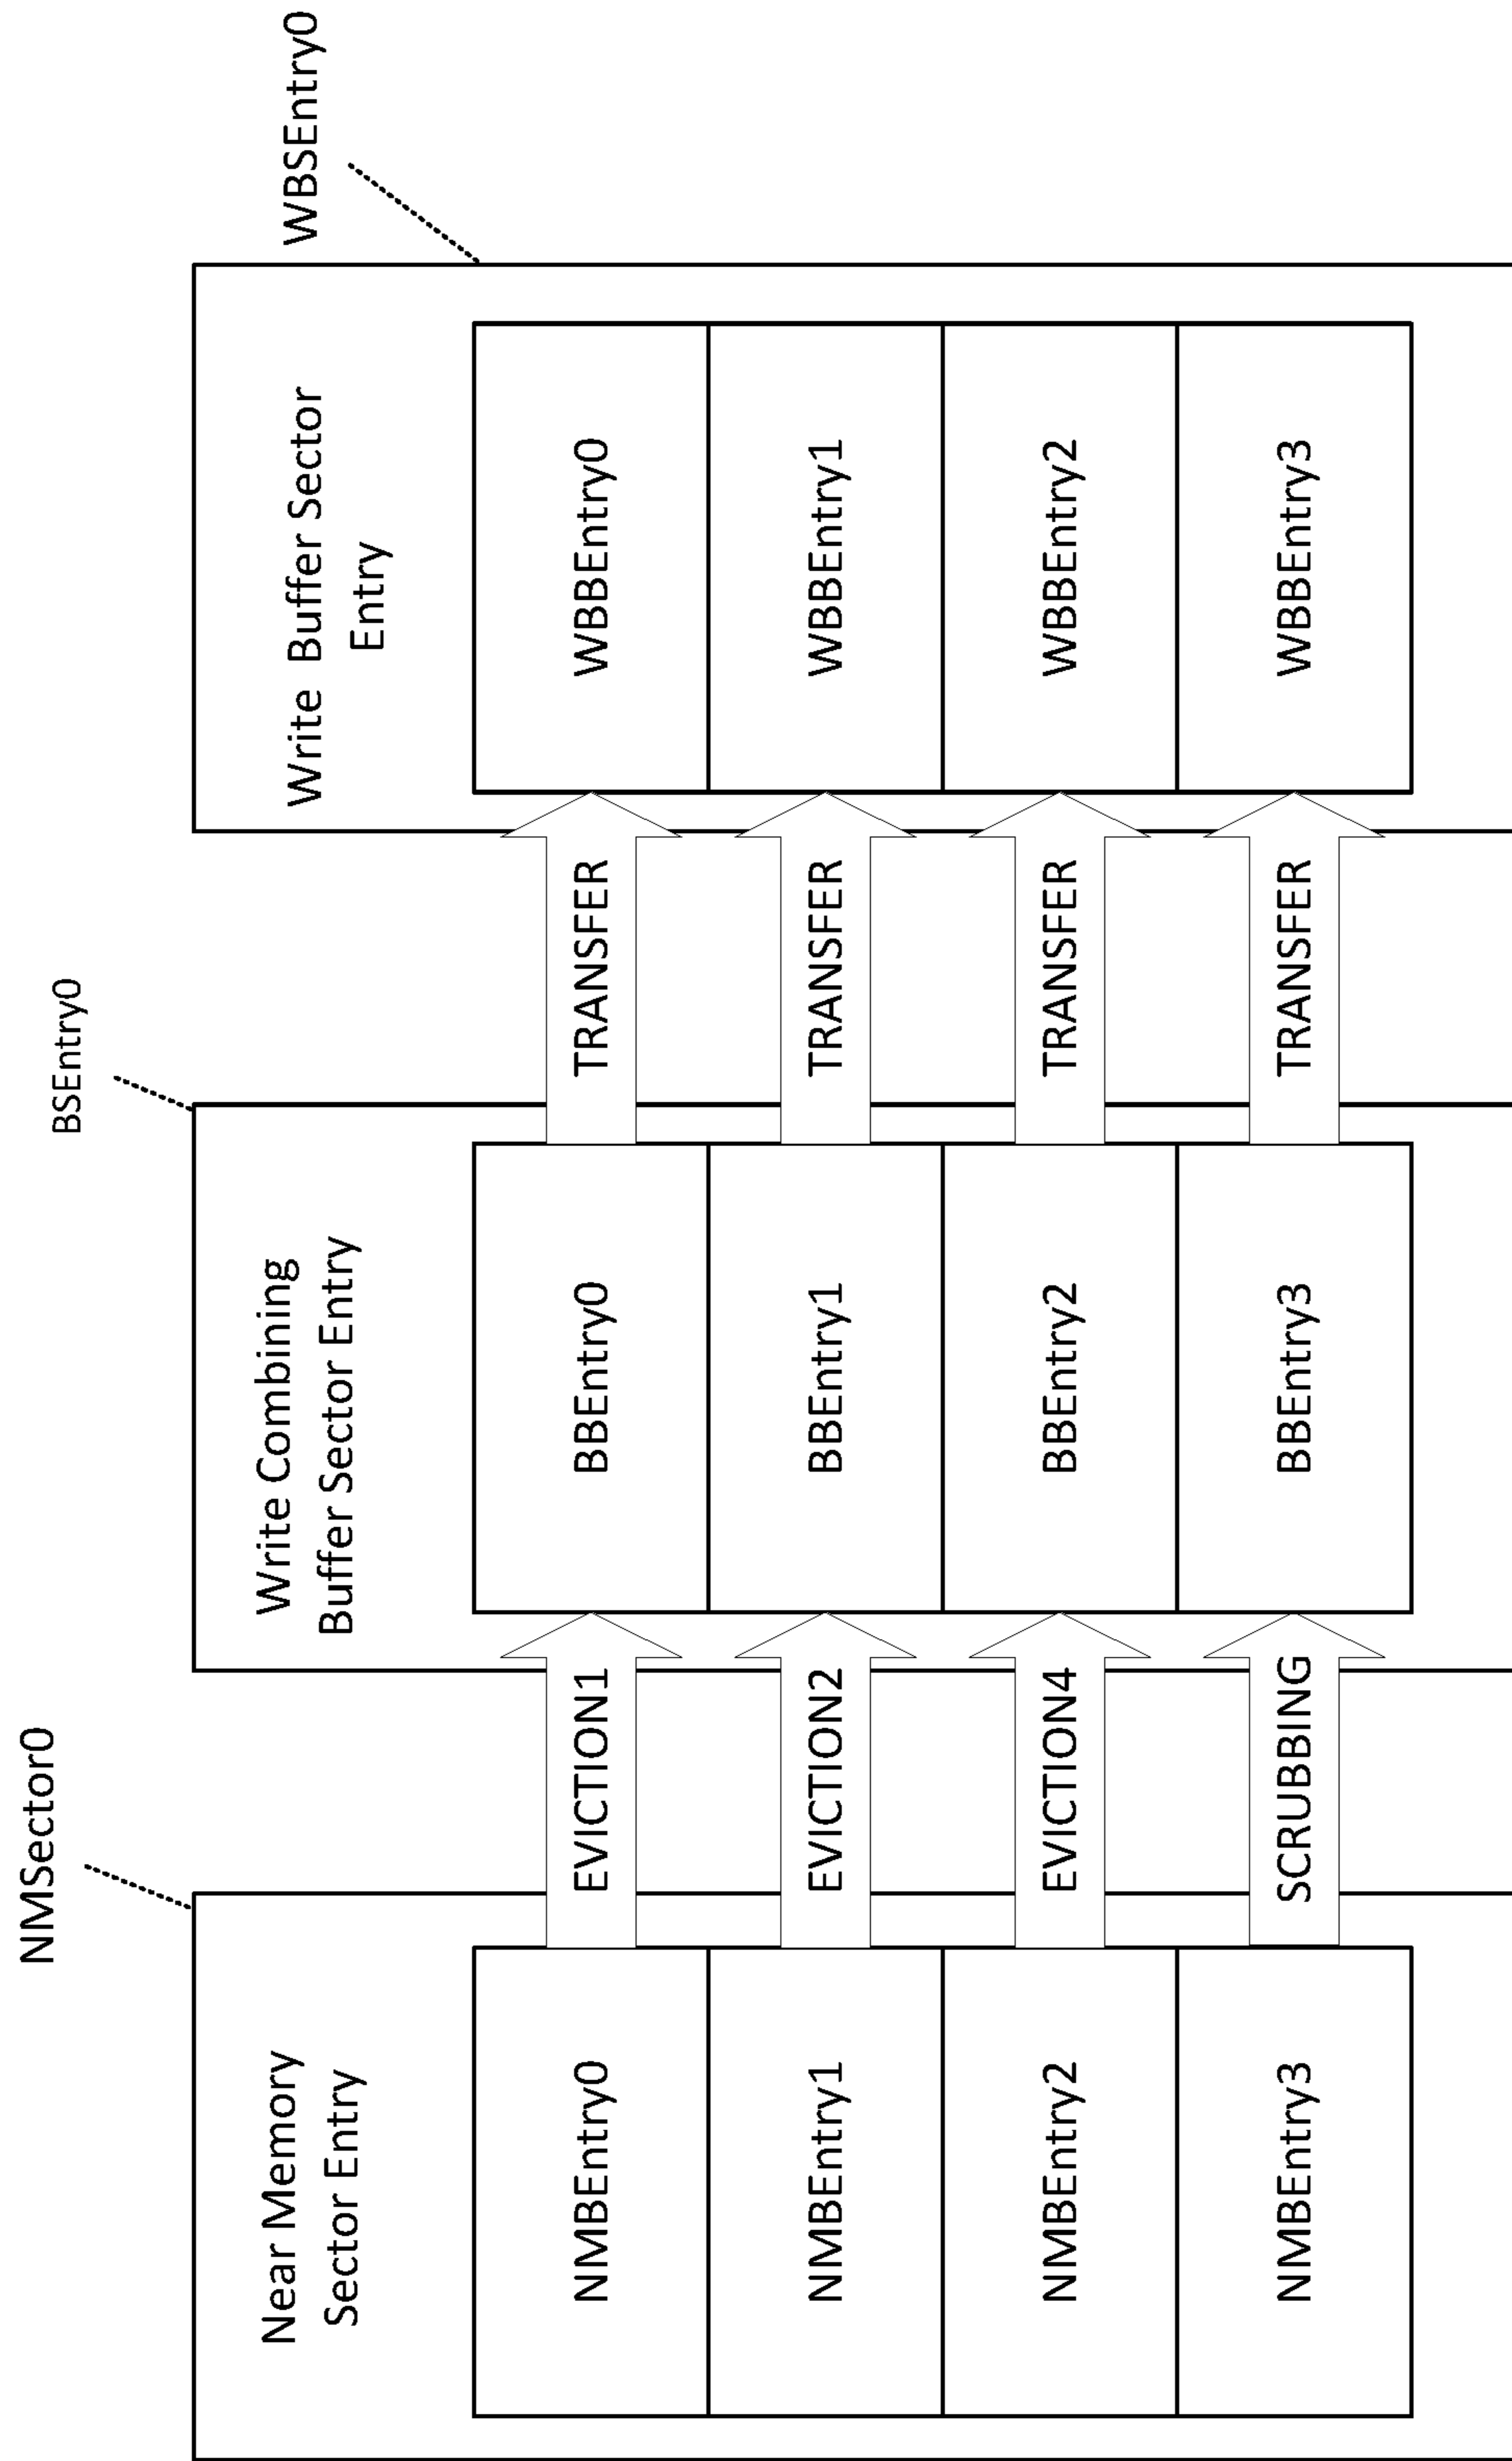 NMSector0
BSEntry0
WBSEntry0
Near Memory
Sector Entry
Write Combining
Buffer Sector Entry
Write Buffer Sector
Entry
NMBEntry0
EVICTION1
BBEntry0
TRANSFER
WBBEntry0
NMBEntry1
EVICTION2
BBEntry1
TRANSFER
WBBEntry1
NMBEntry2
EVICTION4
BBEntry2
TRANSFER
WBBEntry2
NMBEntry3
SCRUBBING
BBEntry3
TRANSFER
WBBEntry3